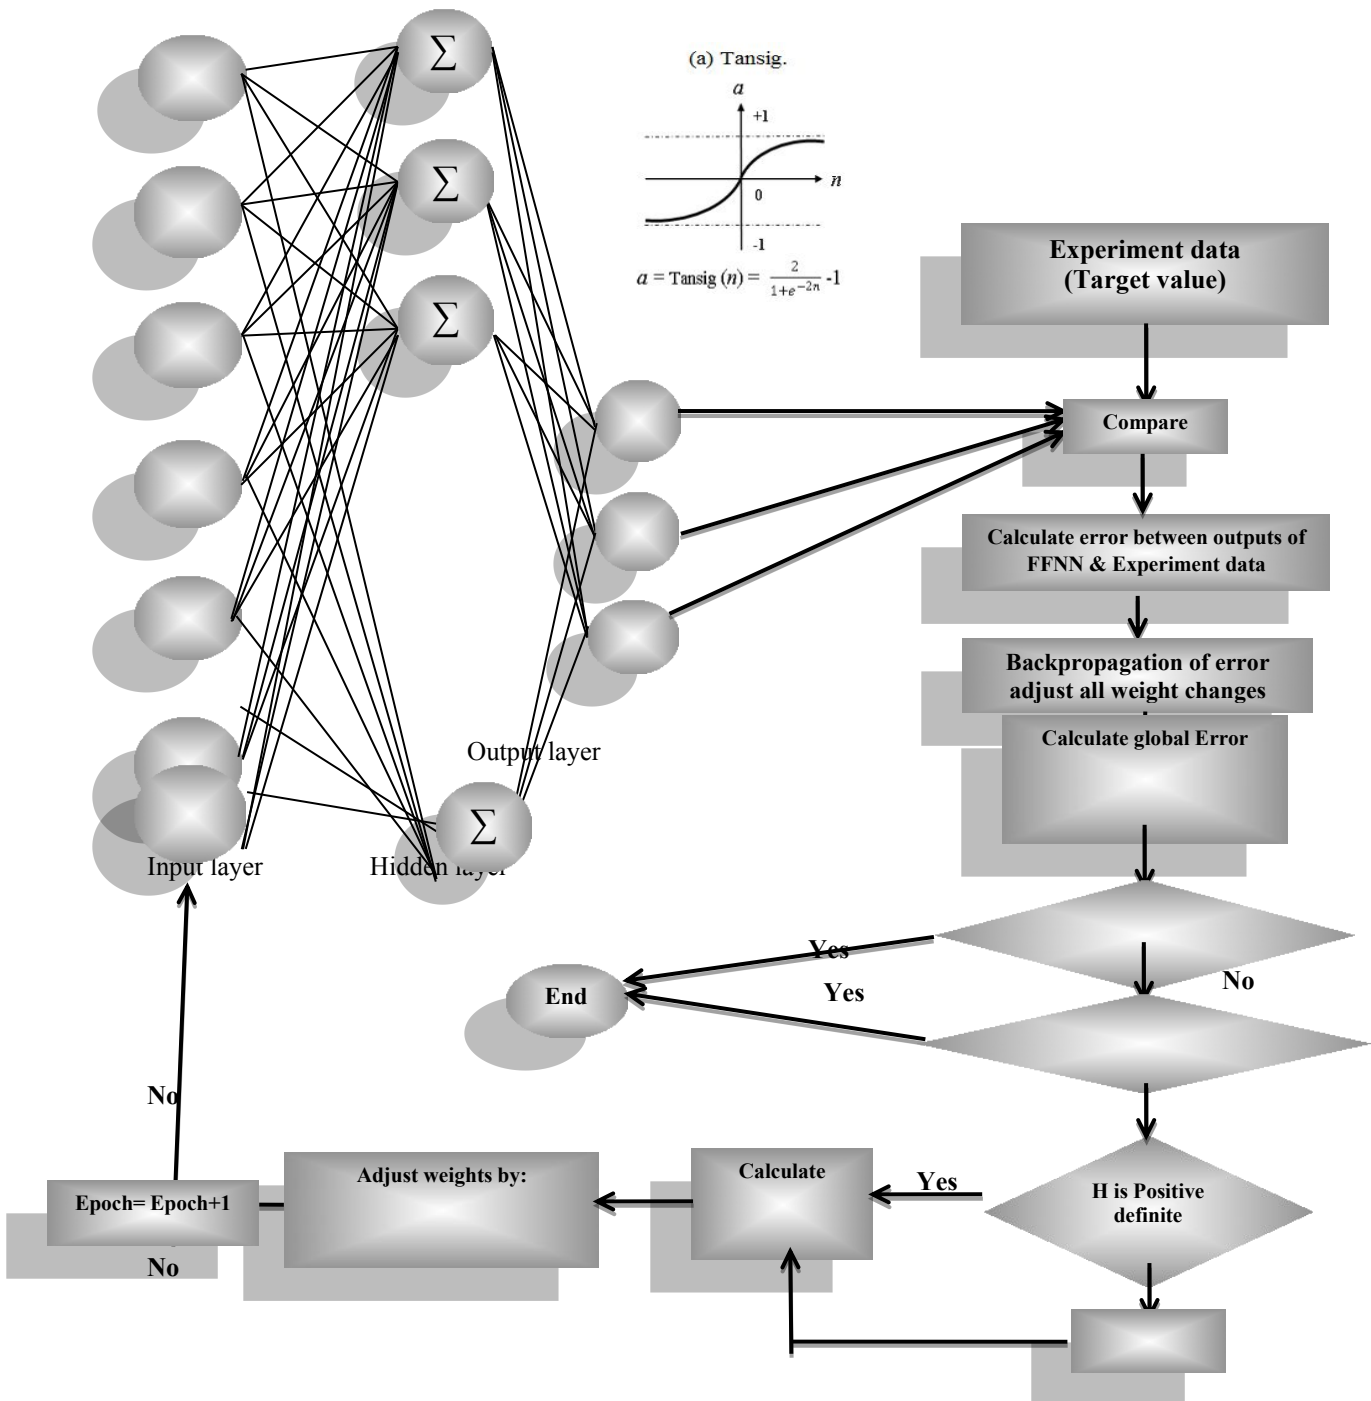 ∑
∑
∑
∑
(a) Tansig.
a
+1
n
0
-1
a = Tansig (n) = 2/(1+e^{-2n}) -1
Experiment data
(Target value)
Compare
Calculate error between outputs of
FFNN & Experiment data
Backpropagation of error
adjust all weight changes
Calculate global Error
Output layer
Input layer
Hidden layer
Yes
No
Yes
End
No
H is Positive
definite
Yes
Calculate
Adjust weights by:
Epoch= Epoch+1
No